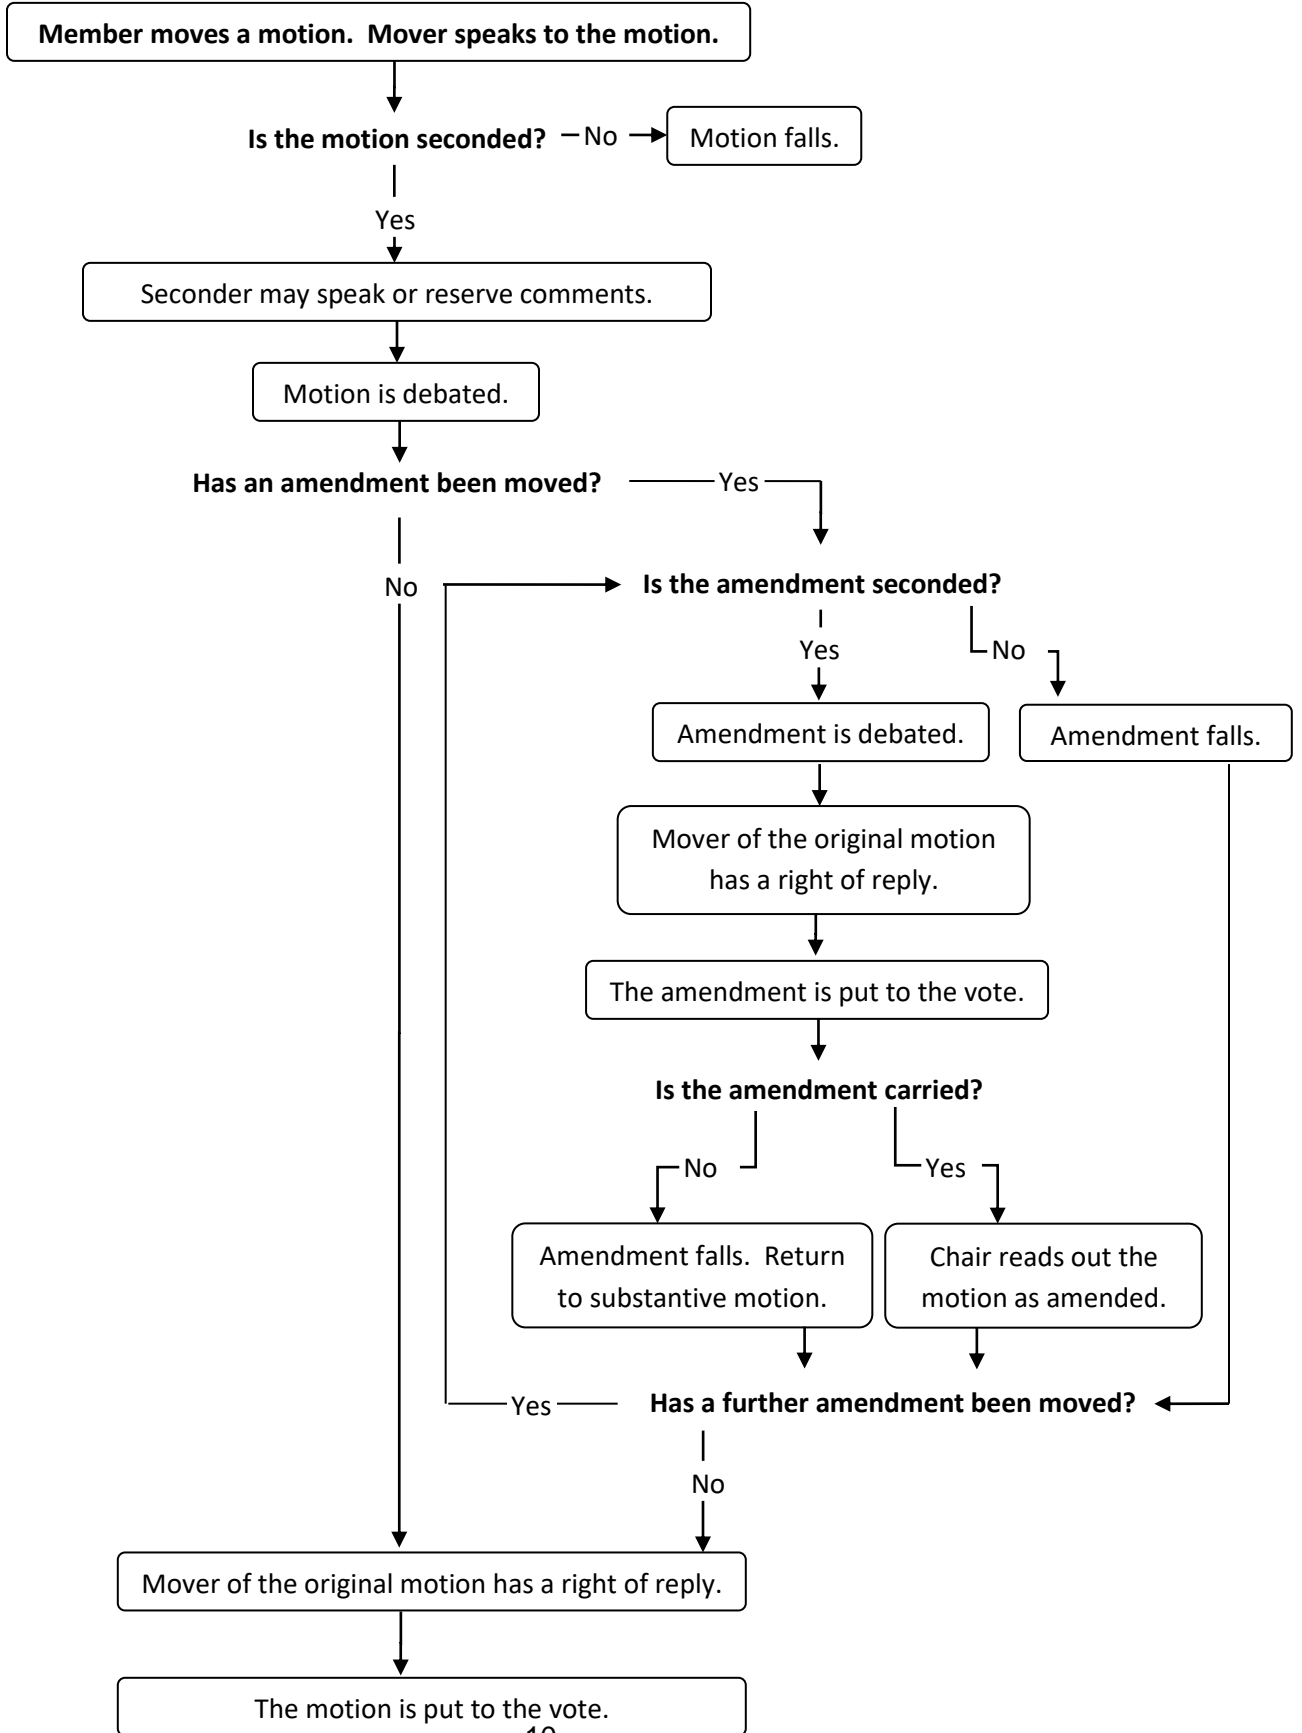 Member moves a motion.  Mover speaks to the motion.
Is the motion seconded?
No
Motion falls.
Yes
Seconder may speak or reserve comments.
Motion is debated.
Has an amendment been moved?
Yes
No
Is the amendment seconded?
Yes
No
Amendment is debated.
Amendment falls.
Mover of the original motion
has a right of reply.
The amendment is put to the vote.
Is the amendment carried?
No
Yes
Amendment falls.  Return
to substantive motion.
Chair reads out the
motion as amended.
Has a further amendment been moved?
Yes
No
Mover of the original motion has a right of reply.
The motion is put to the vote.
10